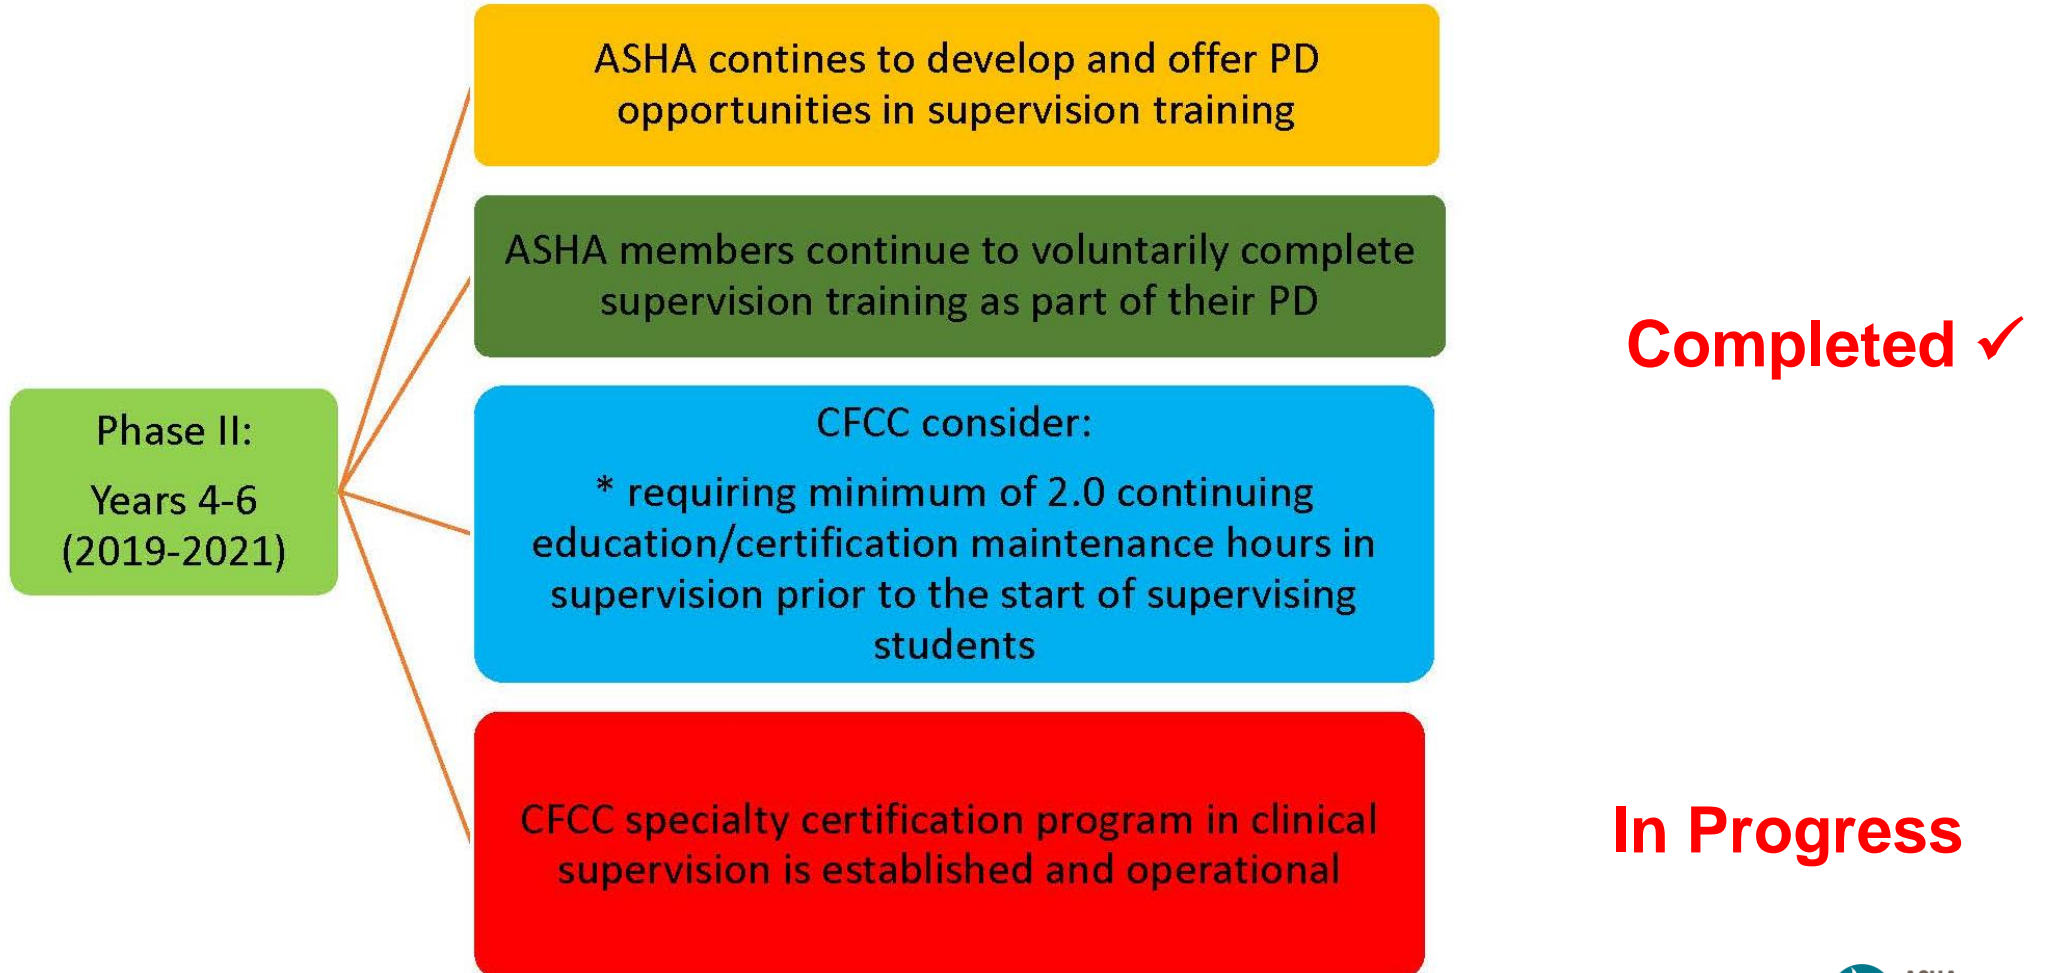 ASHA contines to develop and offer PD
opportunities in supervision training
ASHA members continue to voluntarily complete
supervision training as part of their PD
Completed ✓
Phase II:
Years 4-6
(2019-2021)
CFCC consider:
* requiring minimum of 2.0 continuing
education/certification maintenance hours in
supervision prior to the start of supervising
students
CFCC specialty certification program in clinical
supervision is established and operational
In Progress